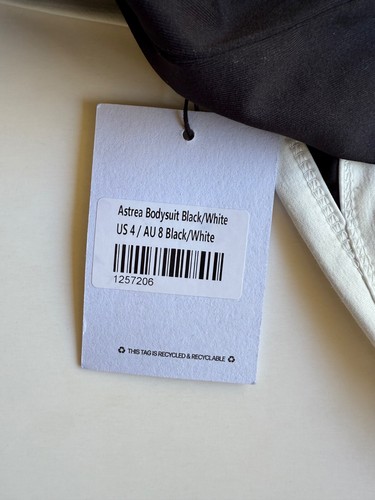 Astrea Bodysuit Black/White
US 4 / AU 8 Black/White
1257206
♻ THIS TAG IS RECYCLED & RECYCLABLE ♻